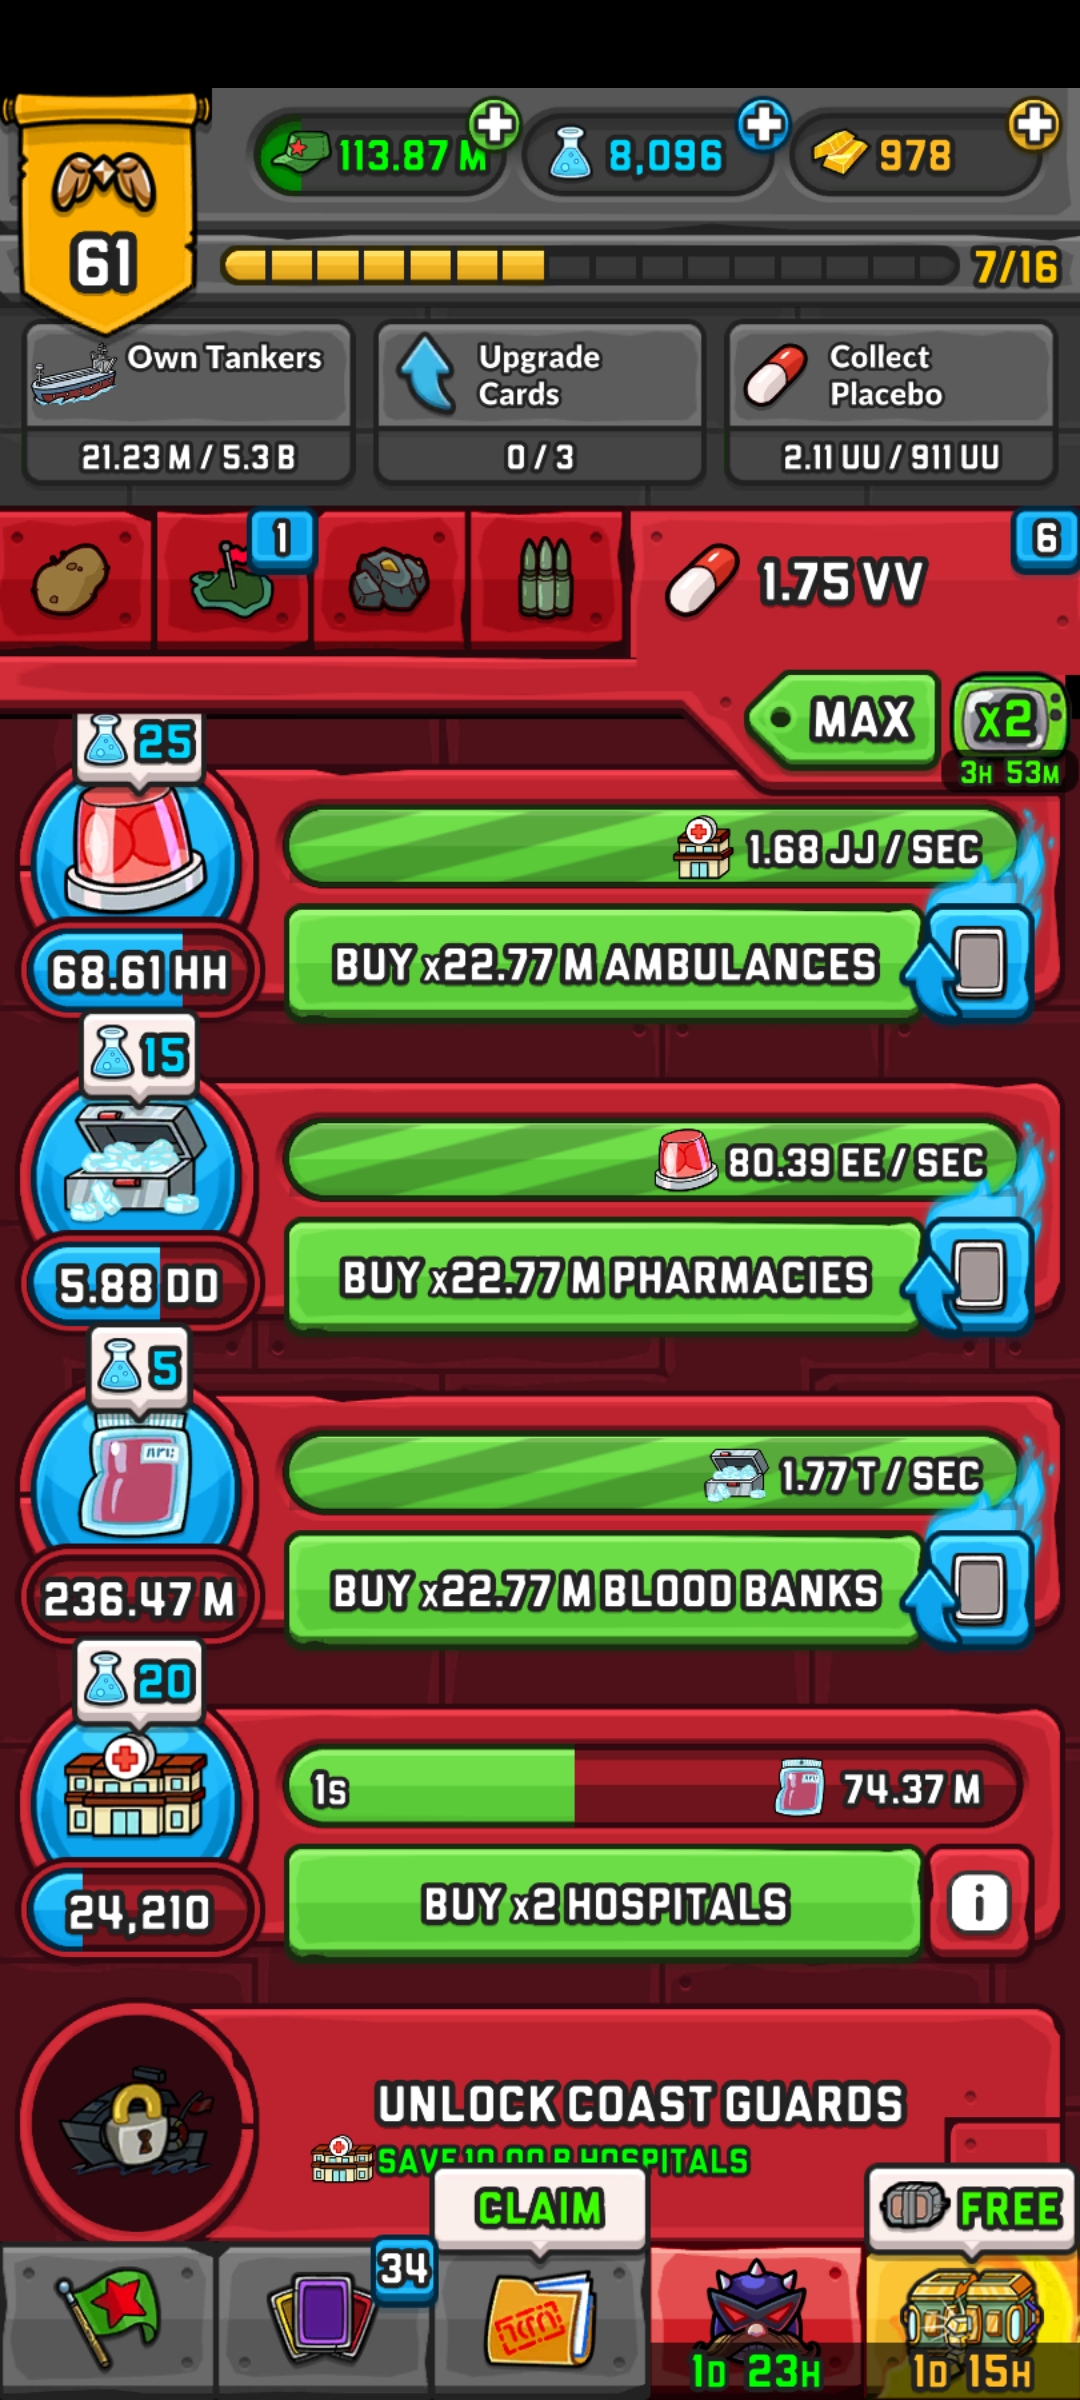 61
113.87 M
8,096
978
7/16
Own Tankers
21.23 M / 5.3 B
Upgrade
Cards
0 / 3
Collect
Placebo
2.11 UU / 911 UU
1
1.75 VV
6
MAX
x2
3H 53M
25
1.68 JJ / SEC
68.61 HH
BUY x22.77 M AMBULANCES
15
80.39 EE / SEC
5.88 DD
BUY x22.77 M PHARMACIES
5
1.77 T / SEC
236.47 M
BUY x22.77 M BLOOD BANKS
20
1s
74.37 M
24,210
BUY x2 HOSPITALS
i
UNLOCK COAST GUARDS
SAVE 10.00 B HOSPITALS
CLAIM
FREE
34
1D 23H
1D 15H